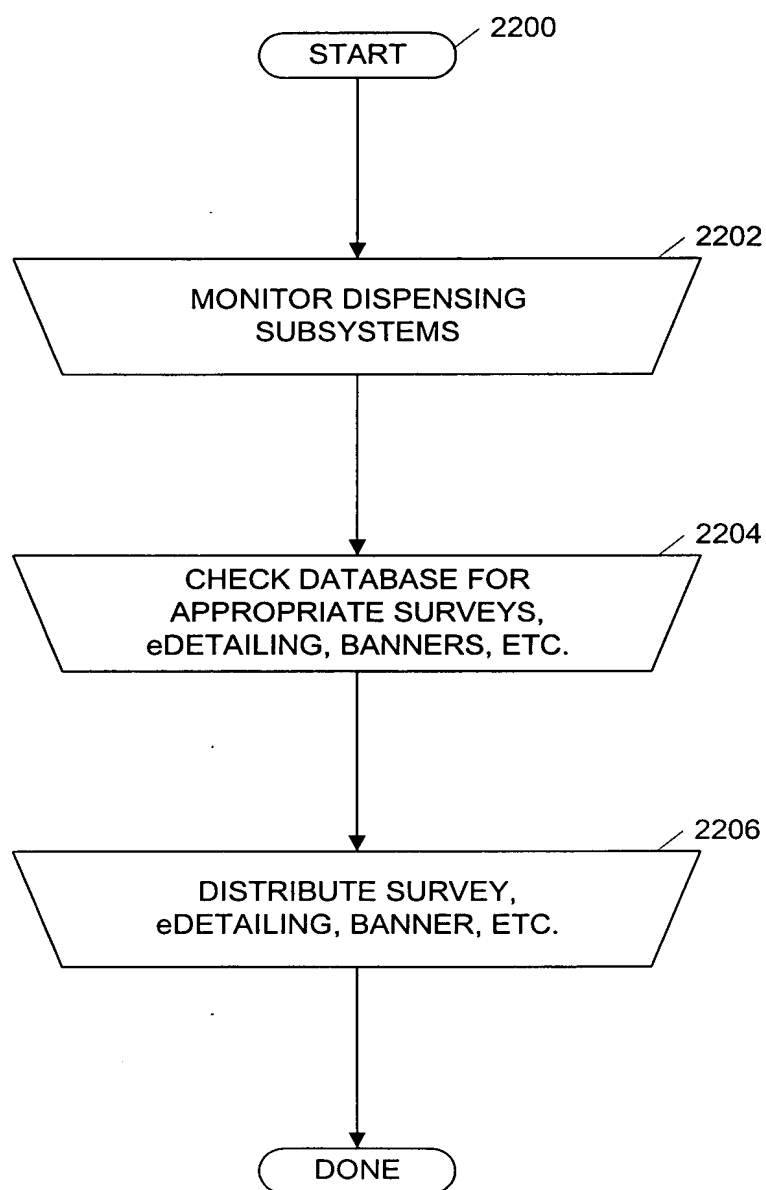 2200
START
2202
MONITOR DISPENSING
SUBSYSTEMS
2204
CHECK DATABASE FOR
APPROPRIATE SURVEYS,
eDETAILING, BANNERS, ETC.
2206
DISTRIBUTE SURVEY,
eDETAILING, BANNER, ETC.
DONE